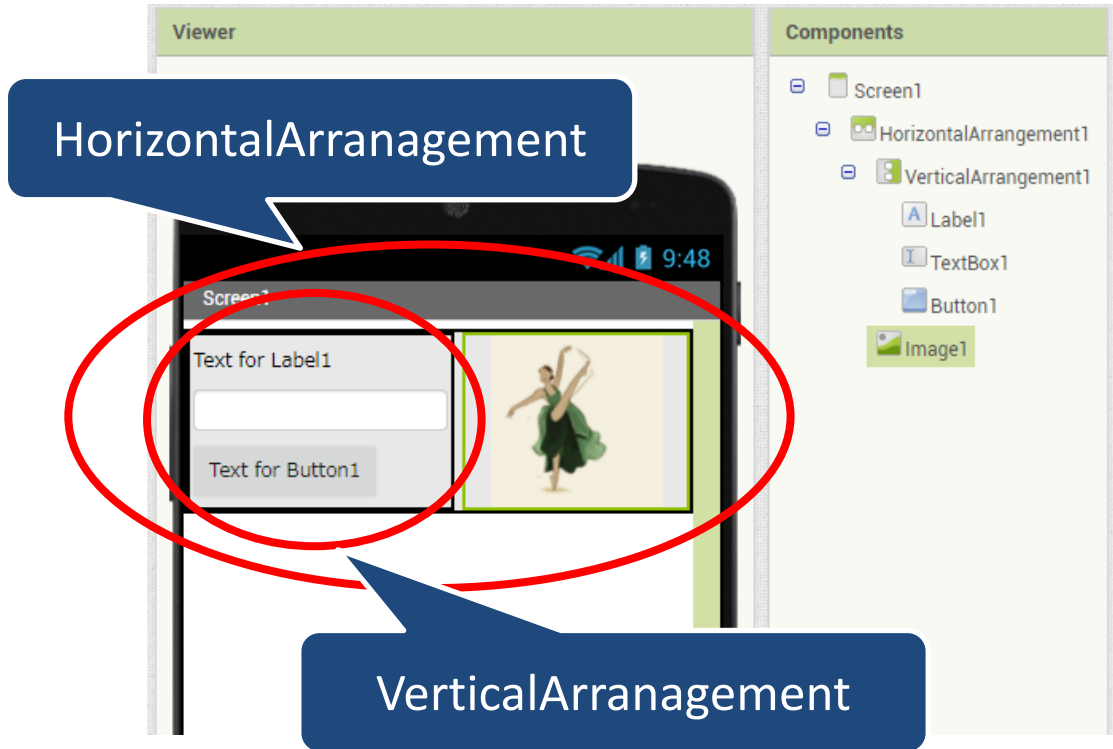 Viewer
HorizontalArranagement
9:48
Screen1
Text for Label1
Text for Button1
VerticalArranagement
Components
Screen1
HorizontalArrangement1
VerticalArrangement1
A Label1
TextBox1
Button1
Image1